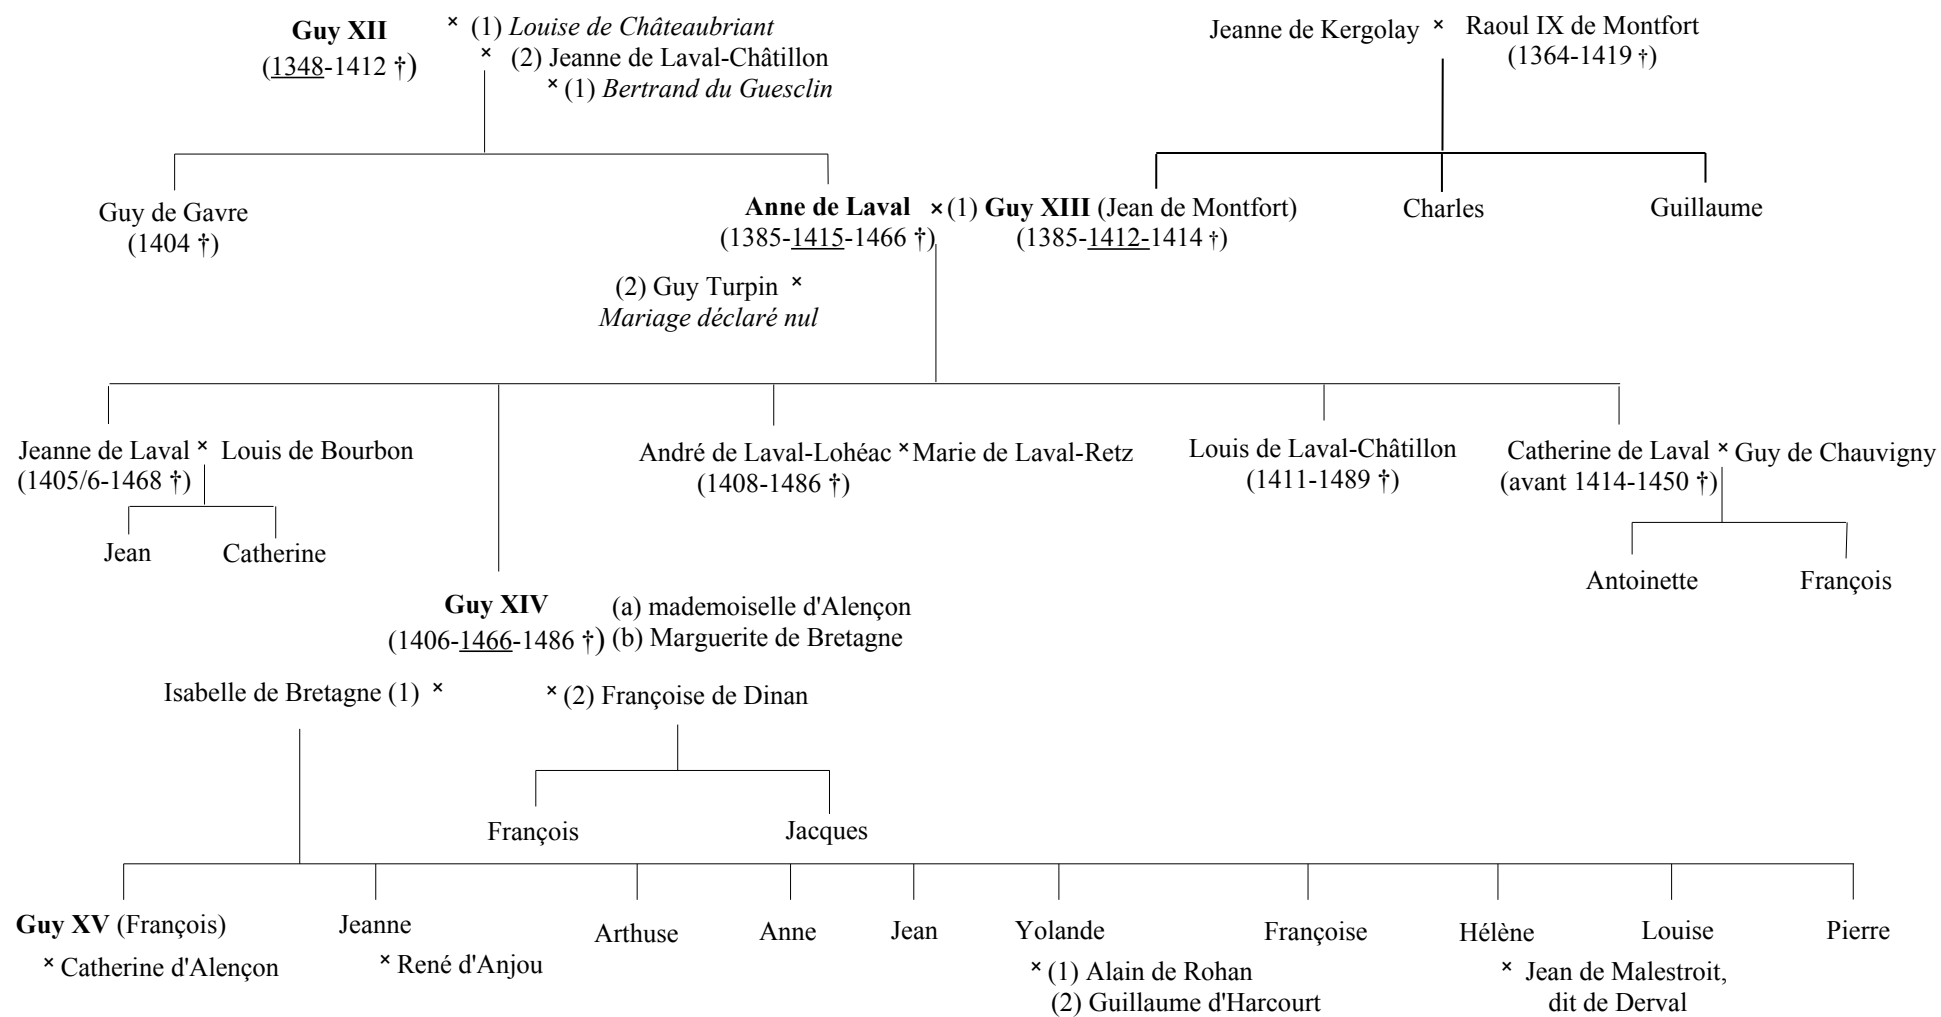 Guy XII
(1348-1412 †)
× (1) Louise de Châteaubriant
× (2) Jeanne de Laval-Châtillon
× (1) Bertrand du Guesclin
Jeanne de Kergolay × Raoul IX de Montfort
(1364-1419 †)
Guy de Gavre
(1404 †)
Anne de Laval × (1) Guy XIII (Jean de Montfort)
(1385-1415-1466 †) (1385-1412-1414 †)
Charles
Guillaume
(2) Guy Turpin ×
Mariage déclaré nul
Jeanne de Laval × Louis de Bourbon
(1405/6-1468 †)
André de Laval-Lohéac × Marie de Laval-Retz
(1408-1486 †)
Louis de Laval-Châtillon
(1411-1489 †)
Catherine de Laval × Guy de Chauvigny
(avant 1414-1450 †)
Jean
Catherine
Antoinette
François
Guy XIV
(1406-1466-1486 †)
(a) mademoiselle d'Alençon
(b) Marguerite de Bretagne
Isabelle de Bretagne (1) ×
× (2) Françoise de Dinan
François
Jacques
Guy XV (François)
× Catherine d'Alençon
Jeanne
× René d'Anjou
Arthuse
Anne
Jean
Yolande
× (1) Alain de Rohan
(2) Guillaume d'Harcourt
Françoise
Hélène
× Jean de Malestroit,
dit de Derval
Louise
Pierre